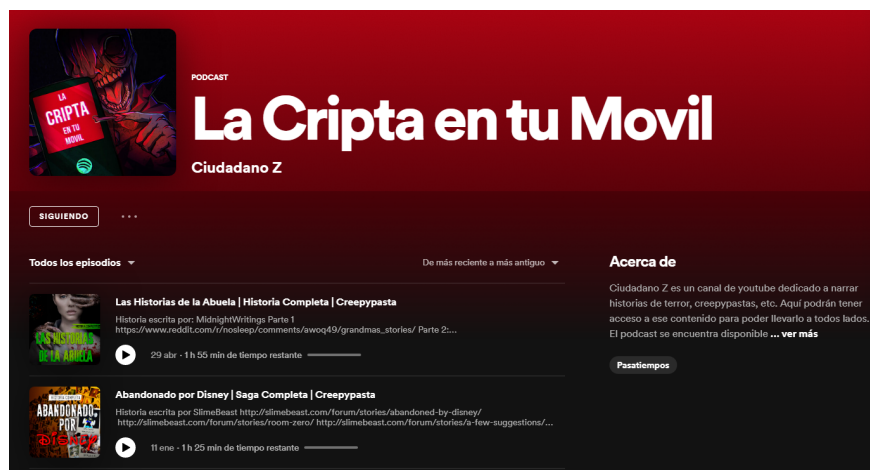 LA
CRIPTA
EN TU
MOVIL
PODCAST
La Cripta en tu Movil
Ciudadano Z
SIGUIENDO
Todos los episodios
De más reciente a más antiguo
LAS HISTORIAS
DE LA ABUELA
Las Historias de la Abuela | Historia Completa | Creepypasta
Historia escrita por: MidnightWritings Parte 1
https://www.reddit.com/r/nosleep/comments/awoq49/grandmas_stories/ Parte 2:...
29 abr · 1 h 55 min de tiempo restante
HISTORIA COMPLETA
ABANDONADO
POR
DISNEY
Abandonado por Disney | Saga Completa | Creepypasta
Historia escrita por SlimeBeast http://slimebeast.com/forum/stories/abandoned-by-disney/
http://slimebeast.com/forum/stories/room-zero/ http://slimebeast.com/forum/stories/a-few-suggestions/...
11 ene · 1 h 25 min de tiempo restante
Acerca de
Ciudadano Z es un canal de youtube dedicado a narrar
historias de terror, creepypastas, etc. Aquí podrán tener
acceso a ese contenido para poder llevarlo a todos lados.
El podcast se encuentra disponible ... ver más
Pasatiempos